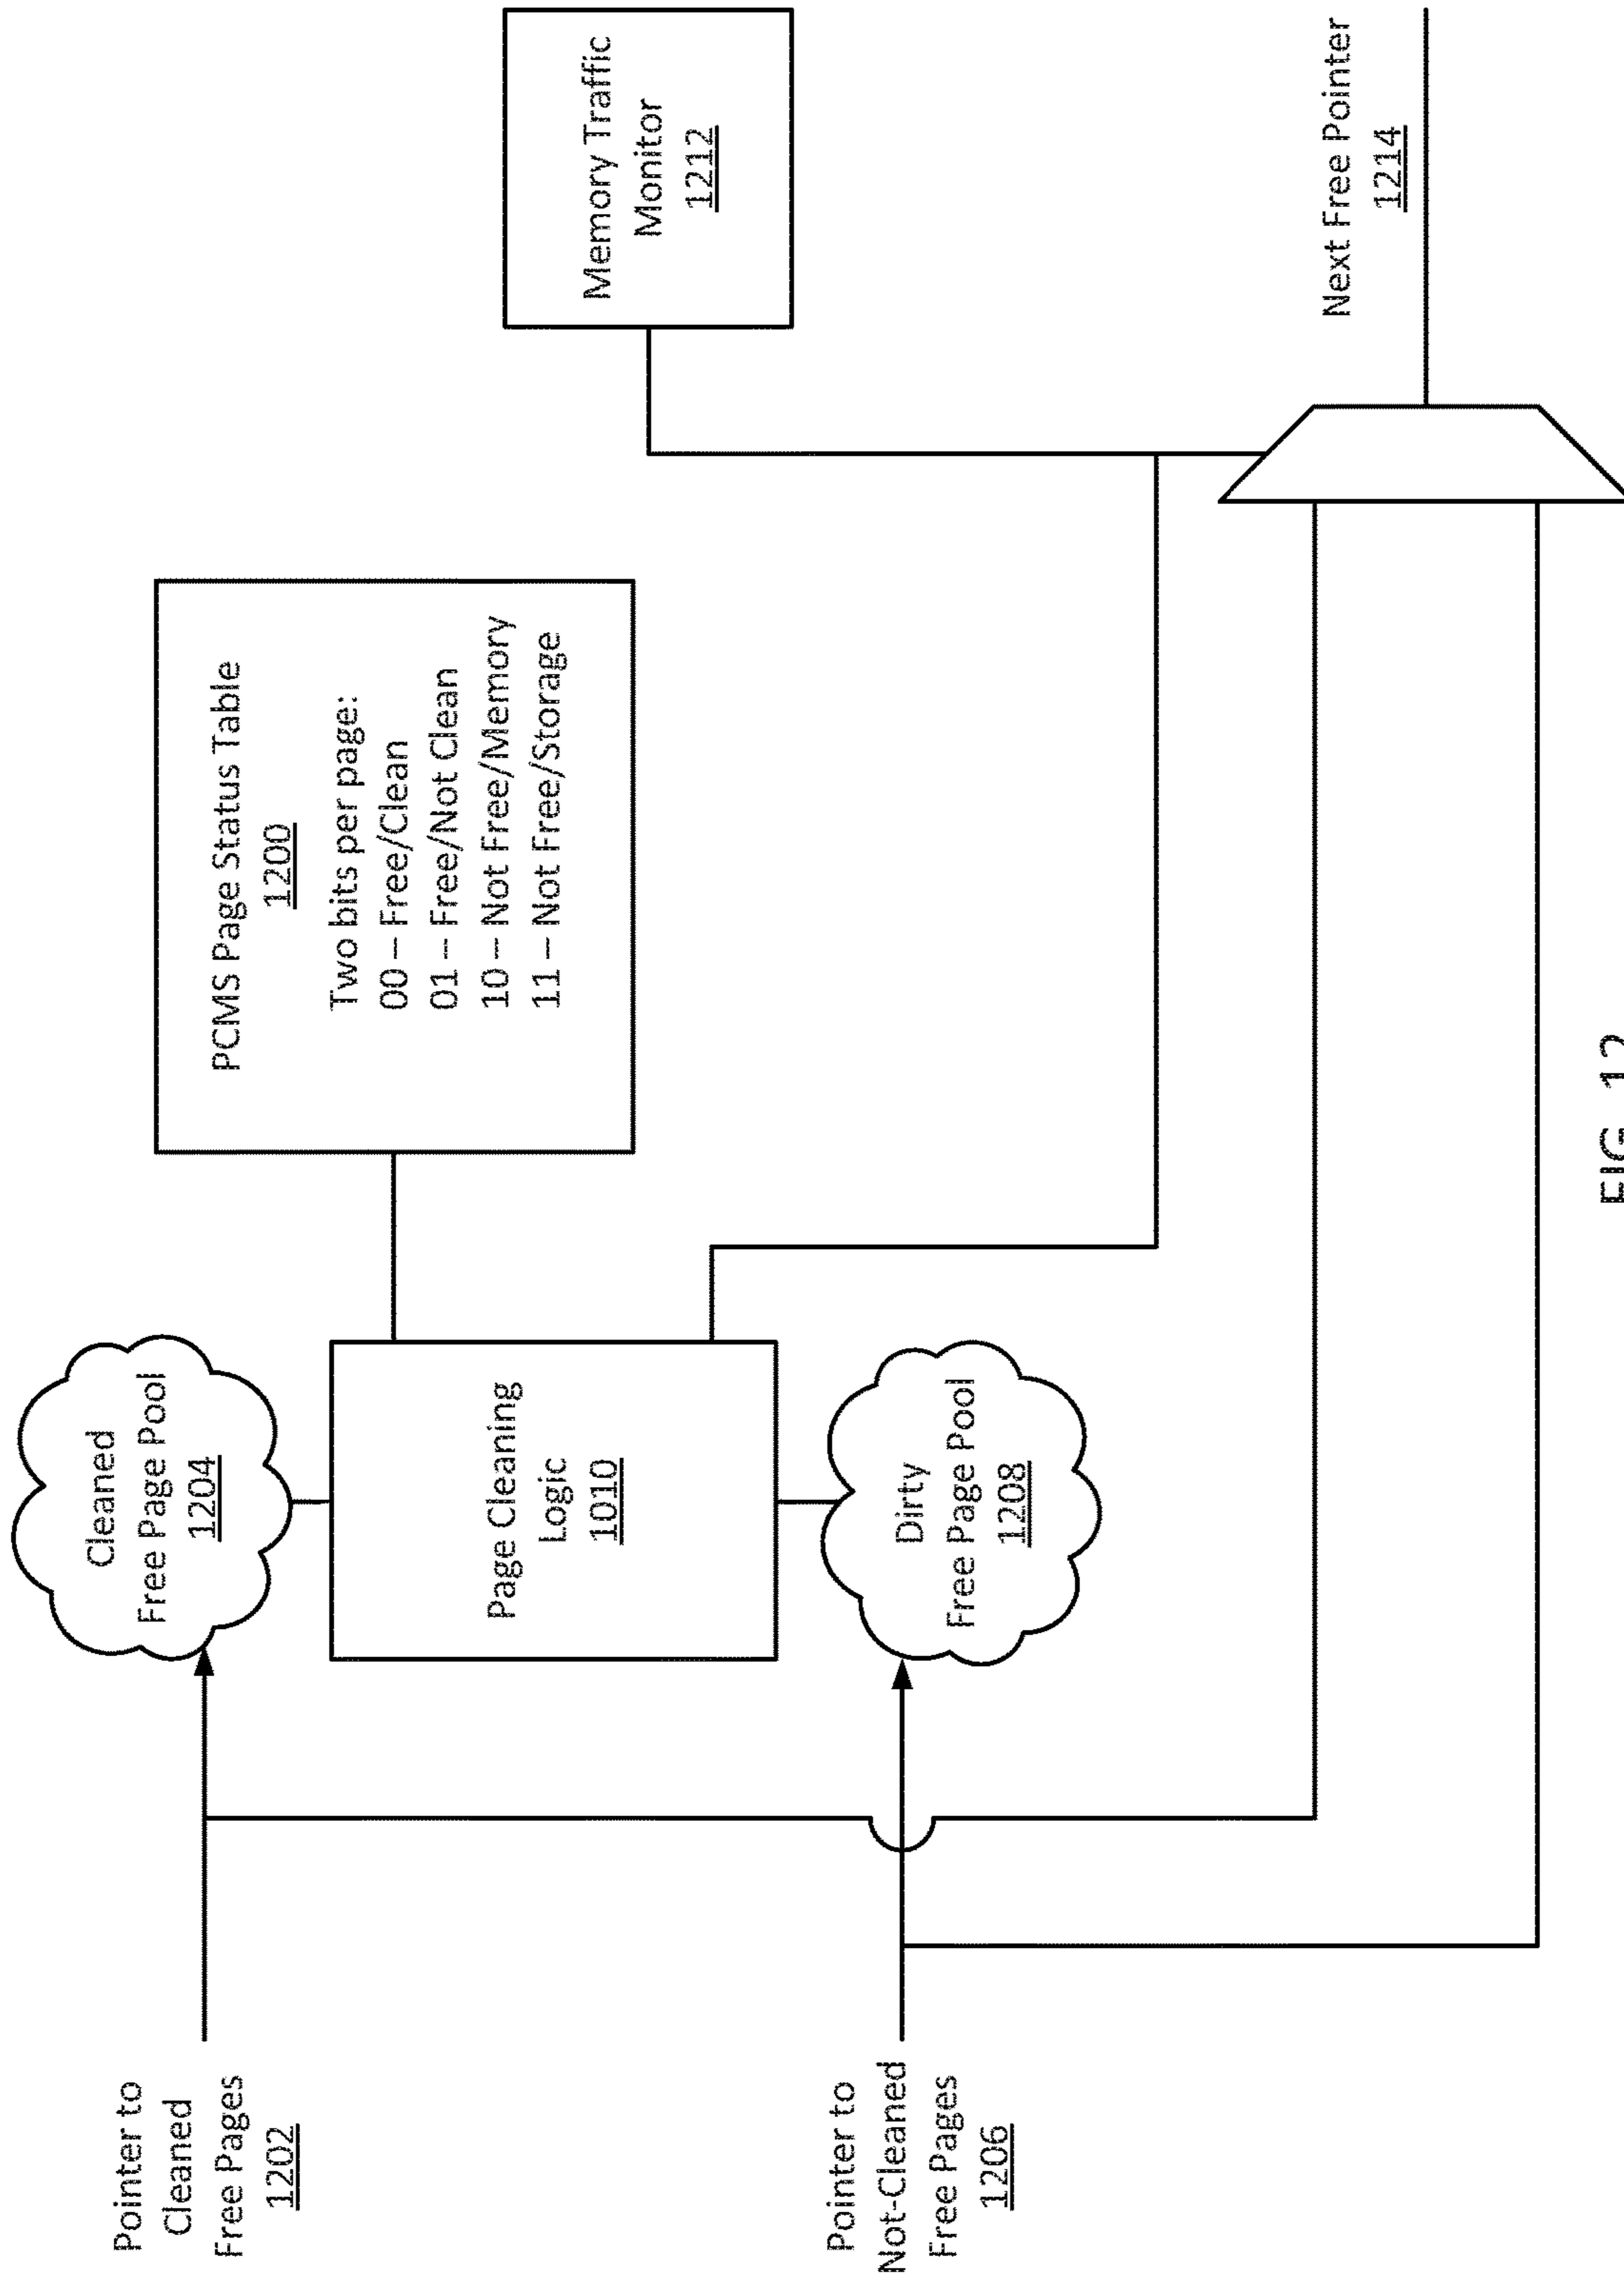 Pointer to
Cleaned
Free Pages
1202
Cleaned
Free Page Pool
1204
PCMS Page Status Table
1200
Two bits per page:
00 – Free/Clean
01 – Free/Not Clean
10 – Not Free/Memory
11 – Not Free/Storage
Page Cleaning
Logic
1010
Memory Traffic
Monitor
1212
Pointer to
Not-Cleaned
Free Pages
1206
Dirty
Free Page Pool
1208
Next Free Pointer
1214
FIG. 12